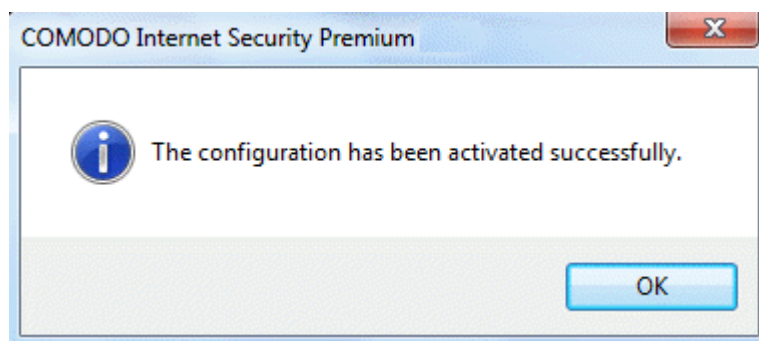 COMODO Internet Security Premium
The configuration has been activated successfully.
OK